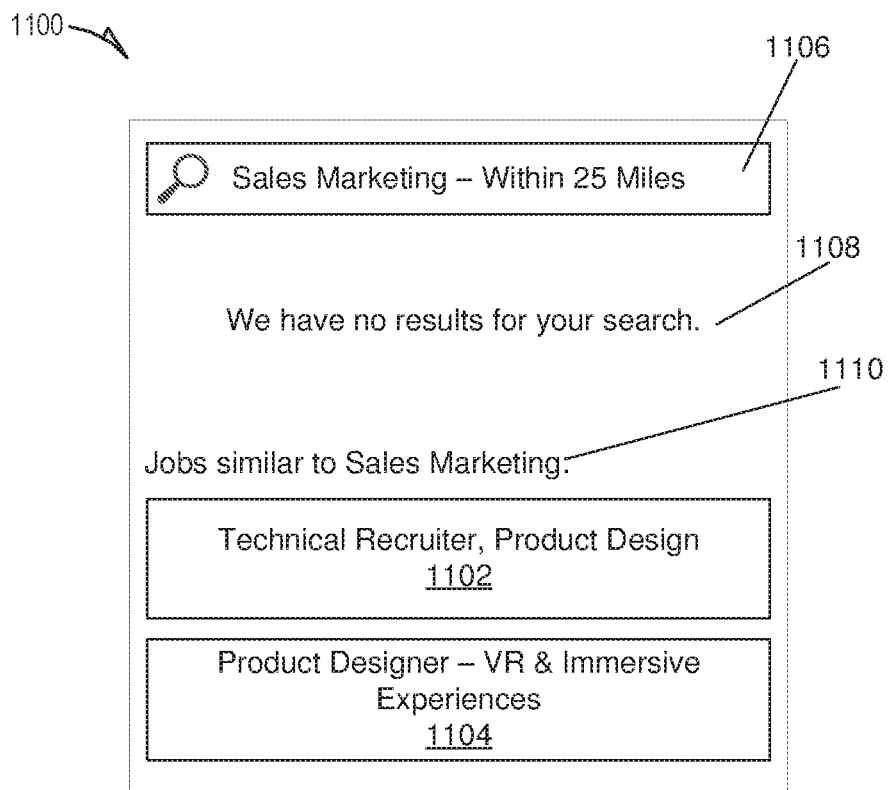 1100
1106
Sales Marketing – Within 25 Miles
1108
We have no results for your search.
1110
Jobs similar to Sales Marketing:
Technical Recruiter, Product Design
1102
Product Designer – VR & Immersive
Experiences
1104